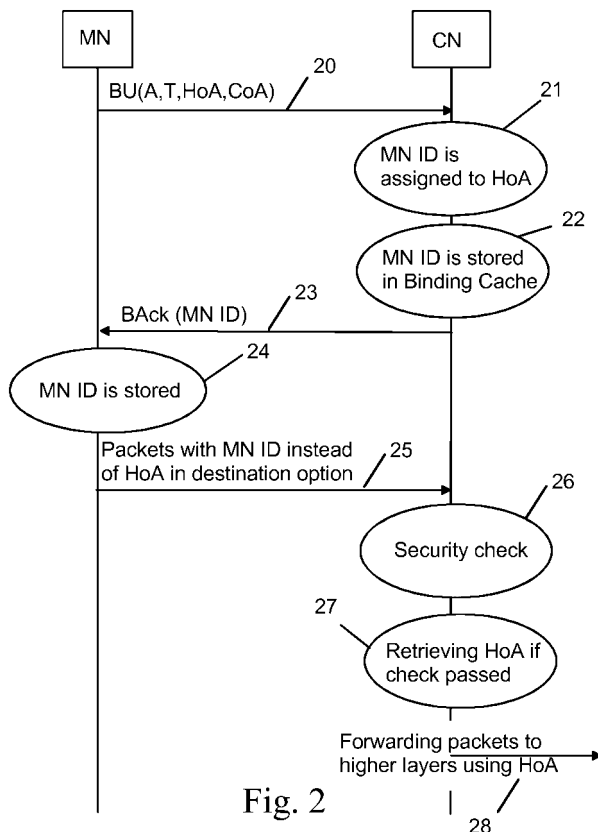 MN
CN
BU(A,T,HoA,CoA)
20
21
MN ID is
assigned to HoA
22
MN ID is stored
in Binding Cache
23
BAck (MN ID)
24
MN ID is stored
Packets with MN ID instead
of HoA in destination option
25
26
Security check
27
Retrieving HoA if
check passed
Forwarding packets to
higher layers using HoA
28
Fig. 2